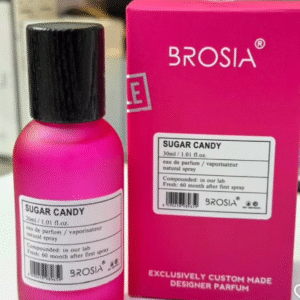 BROSIA®
SUGAR CANDY
30ml / 1.01 fl.oz.
eau de parfum / vaporisateur
natural spray
Compounded: in our lab
Fresh: 60 month after first spray
BROSIA®
EXCLUSIVELY CUSTOM MADE
DESIGNER PARFUM
LE
SUGAR CANDY
30ml / 1.01 fl.oz.
eau de parfum / vaporisateur
natural spray
Compounded: in our lab
Fresh: 60 month after first spray
BROSIA®